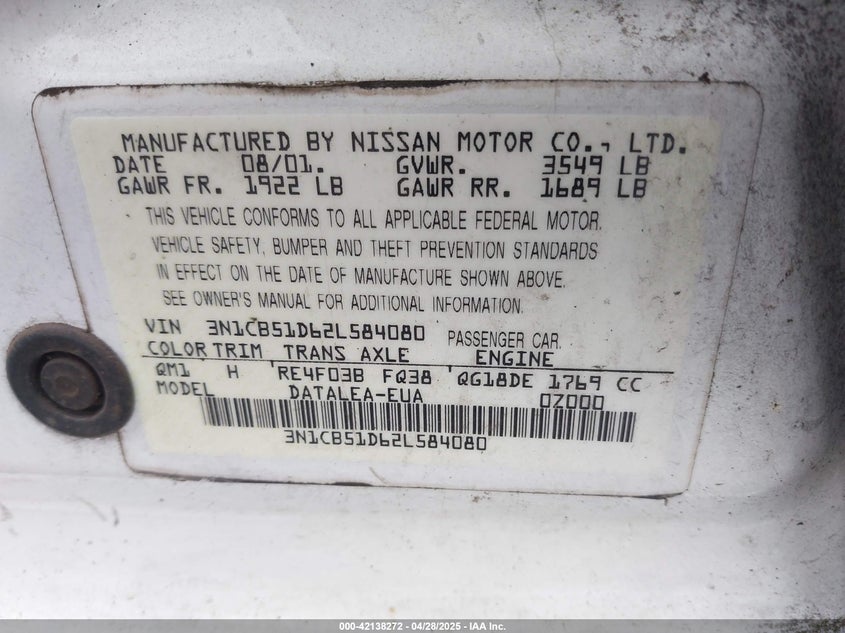 MANUFACTURED BY NISSAN MOTOR CO., LTD.
DATE 08/01. GVWR. 3549 LB
GAWR FR. 1922 LB GAWR RR. 1689 LB
THIS VEHICLE CONFORMS TO ALL APPLICABLE FEDERAL MOTOR.
VEHICLE SAFETY, BUMPER AND THEFT PREVENTION STANDARDS
IN EFFECT ON THE DATE OF MANUFACTURE SHOWN ABOVE.
SEE OWNER'S MANUAL FOR ADDITIONAL INFORMATION.
VIN 3N1CB51D62L584080 PASSENGER CAR.
COLOR TRIM TRANS AXLE ENGINE
QM1 H RE4F03B FQ38 QG18DE 1769 CC
MODEL DATALEA-EUA 0Z000
3N1CB51D62L584080
000-42138272 - 04/28/2025 - IAA Inc.